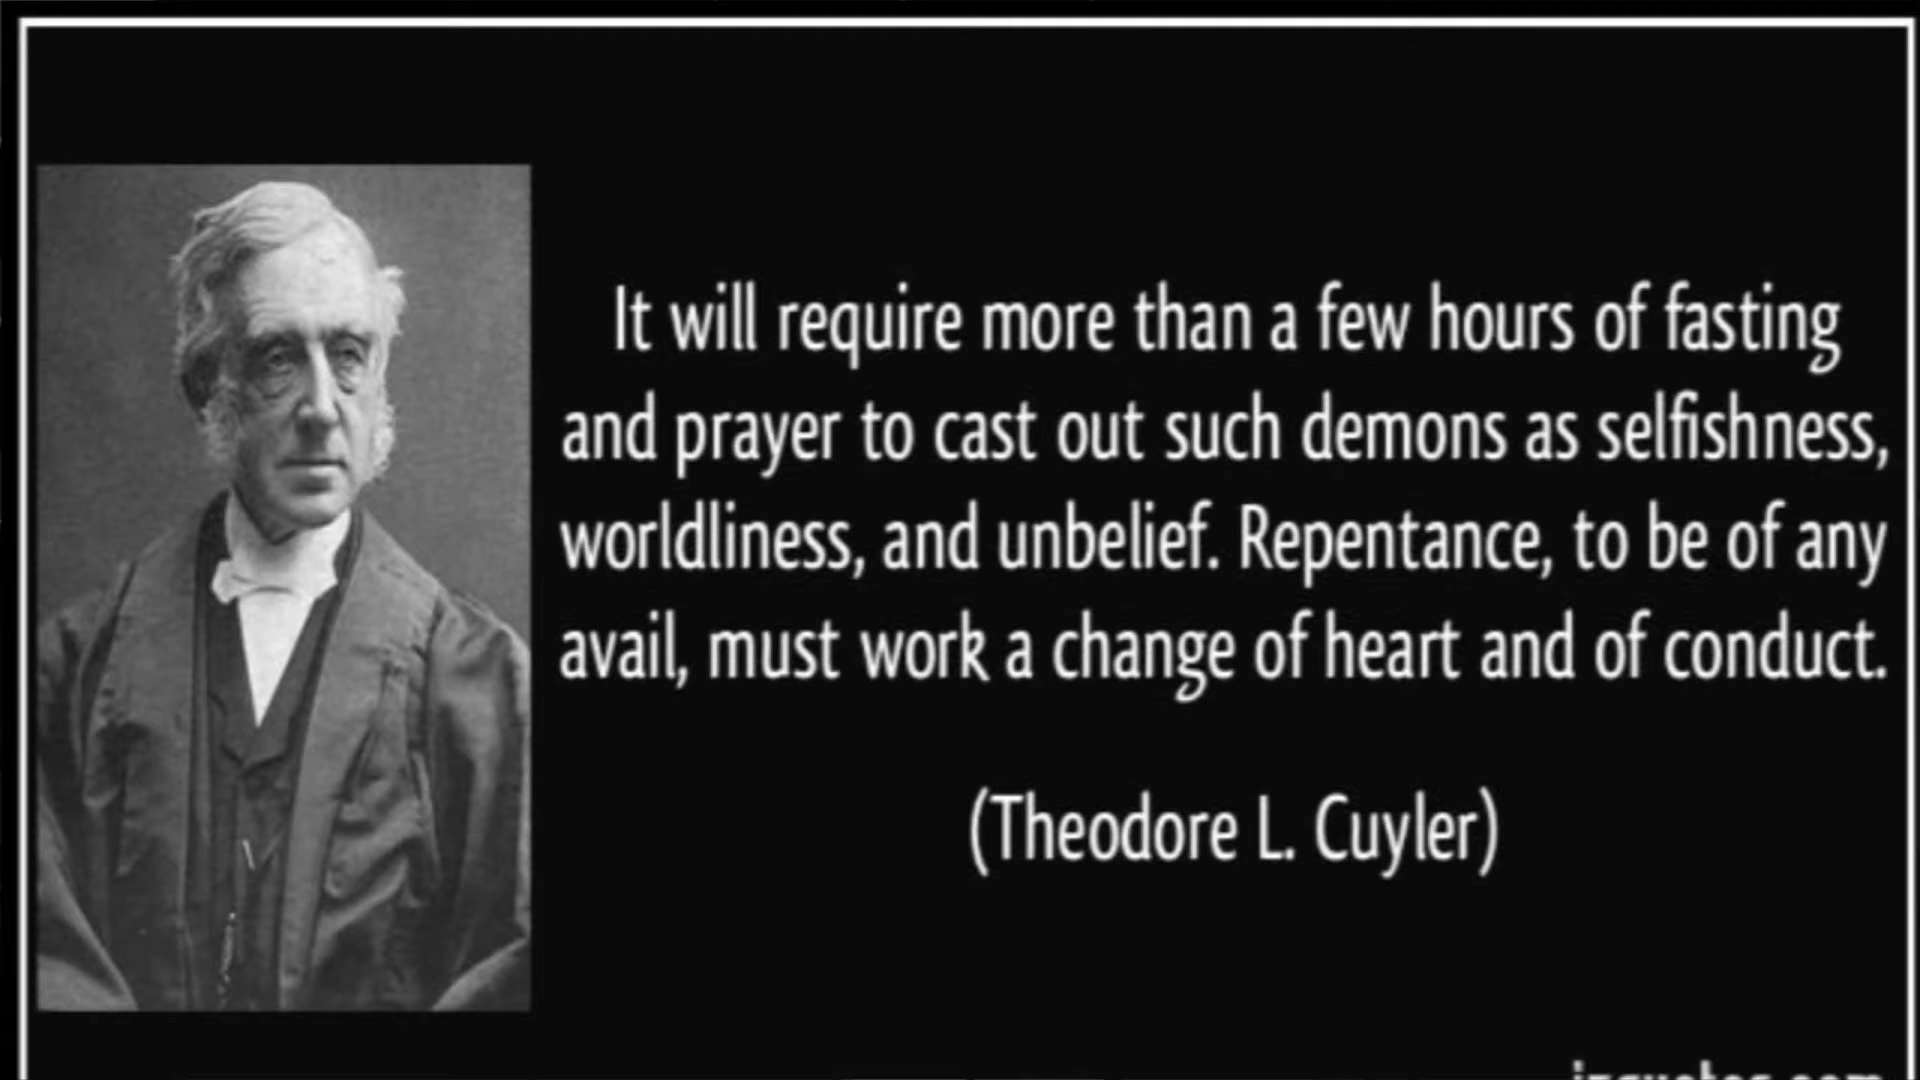 It will require more than a few hours of fasting
and prayer to cast out such demons as selfishness,
worldliness, and unbelief. Repentance, to be of any
avail, must work a change of heart and of conduct.
(Theodore L. Cuyler)